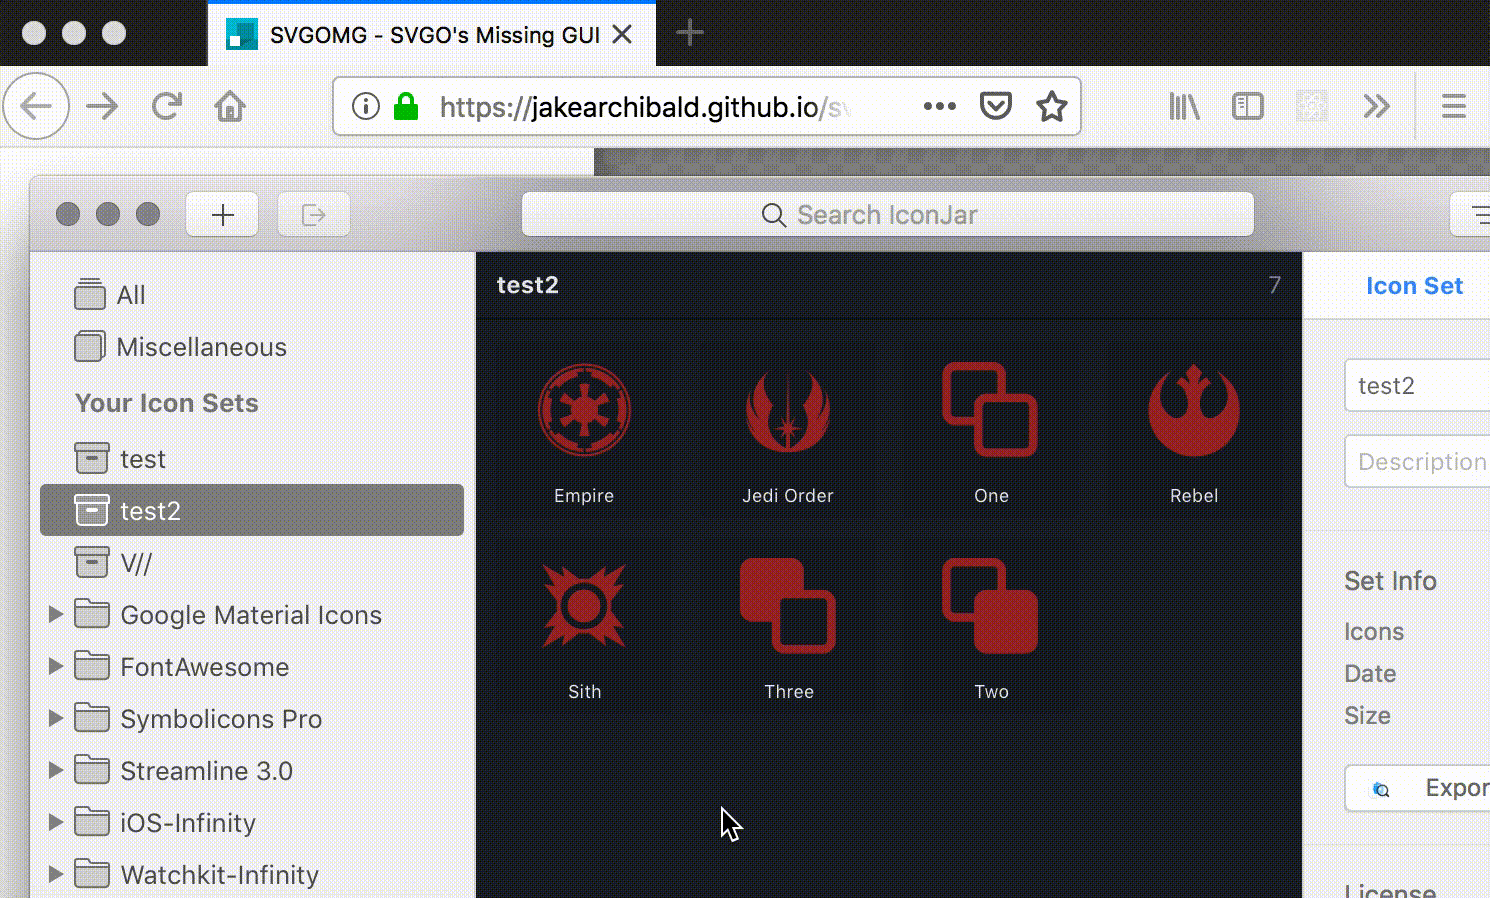 SVGOMG - SVGO's Missing GUI
https://jakearchibald.github.io/sv
Search IconJar
All
Miscellaneous
Your Icon Sets
test
test2
V//
Google Material Icons
FontAwesome
Symbolicons Pro
Streamline 3.0
iOS-Infinity
Watchkit-Infinity
test2
7
Empire
Jedi Order
One
Rebel
Sith
Three
Two
Icon Set
test2
Description
Set Info
Icons
Date
Size
Expor
License